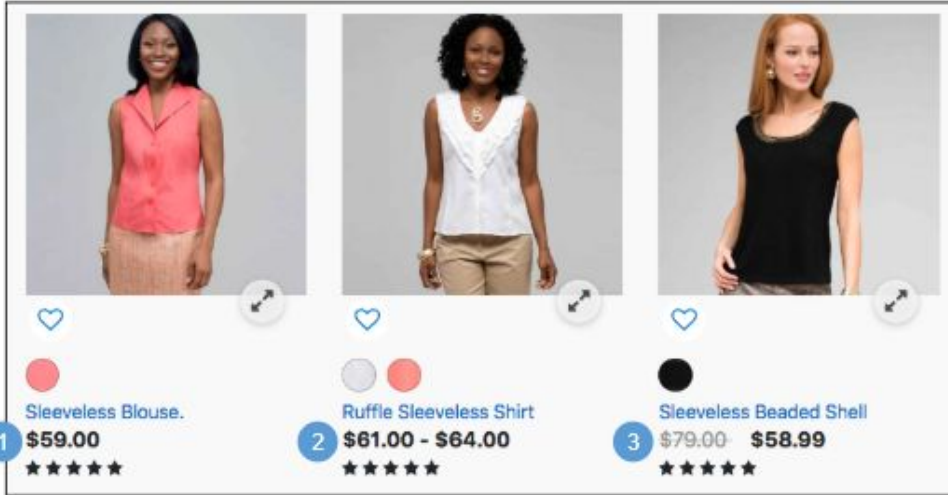 Sleeveless Blouse.
1 $59.00
Ruffle Sleeveless Shirt
2 $61.00 - $64.00
Sleeveless Beaded Shell
3 $79.00 $58.99